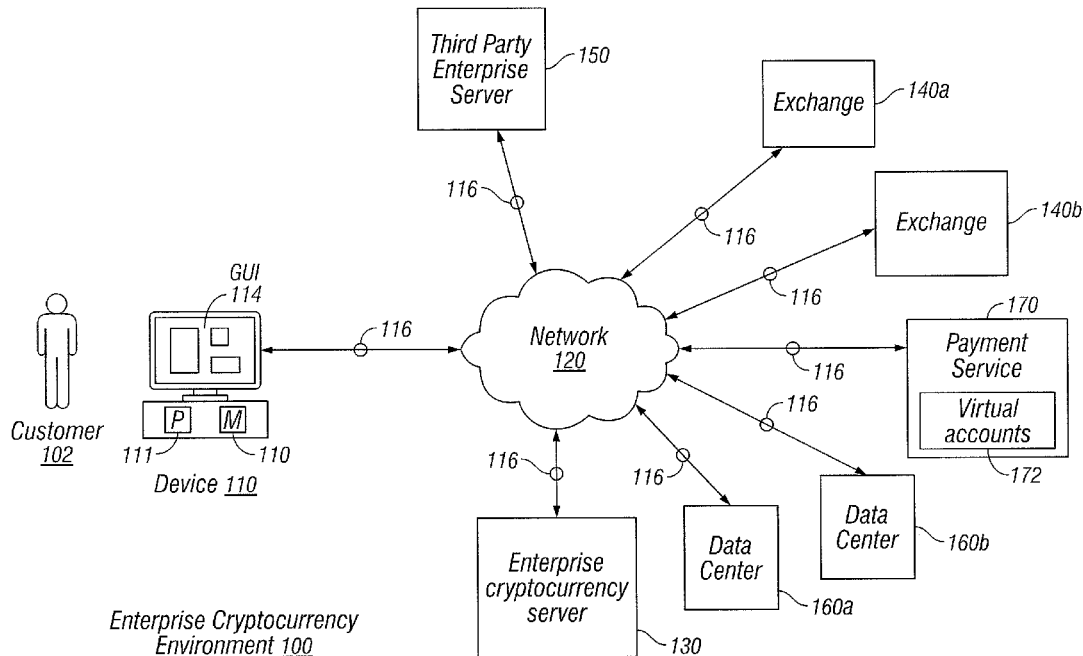 Third Party
Enterprise
Server
150
Exchange
140a
116
116
Exchange
140b
116
GUI
114
116
Network
120
116
170
Payment
Service
Virtual
accounts
172
P
M
111
110
Customer
102
Device 110
116
116
116
Enterprise
cryptocurrency
server
130
Data
Center
160a
Data
Center
160b
Enterprise Cryptocurrency
Environment 100